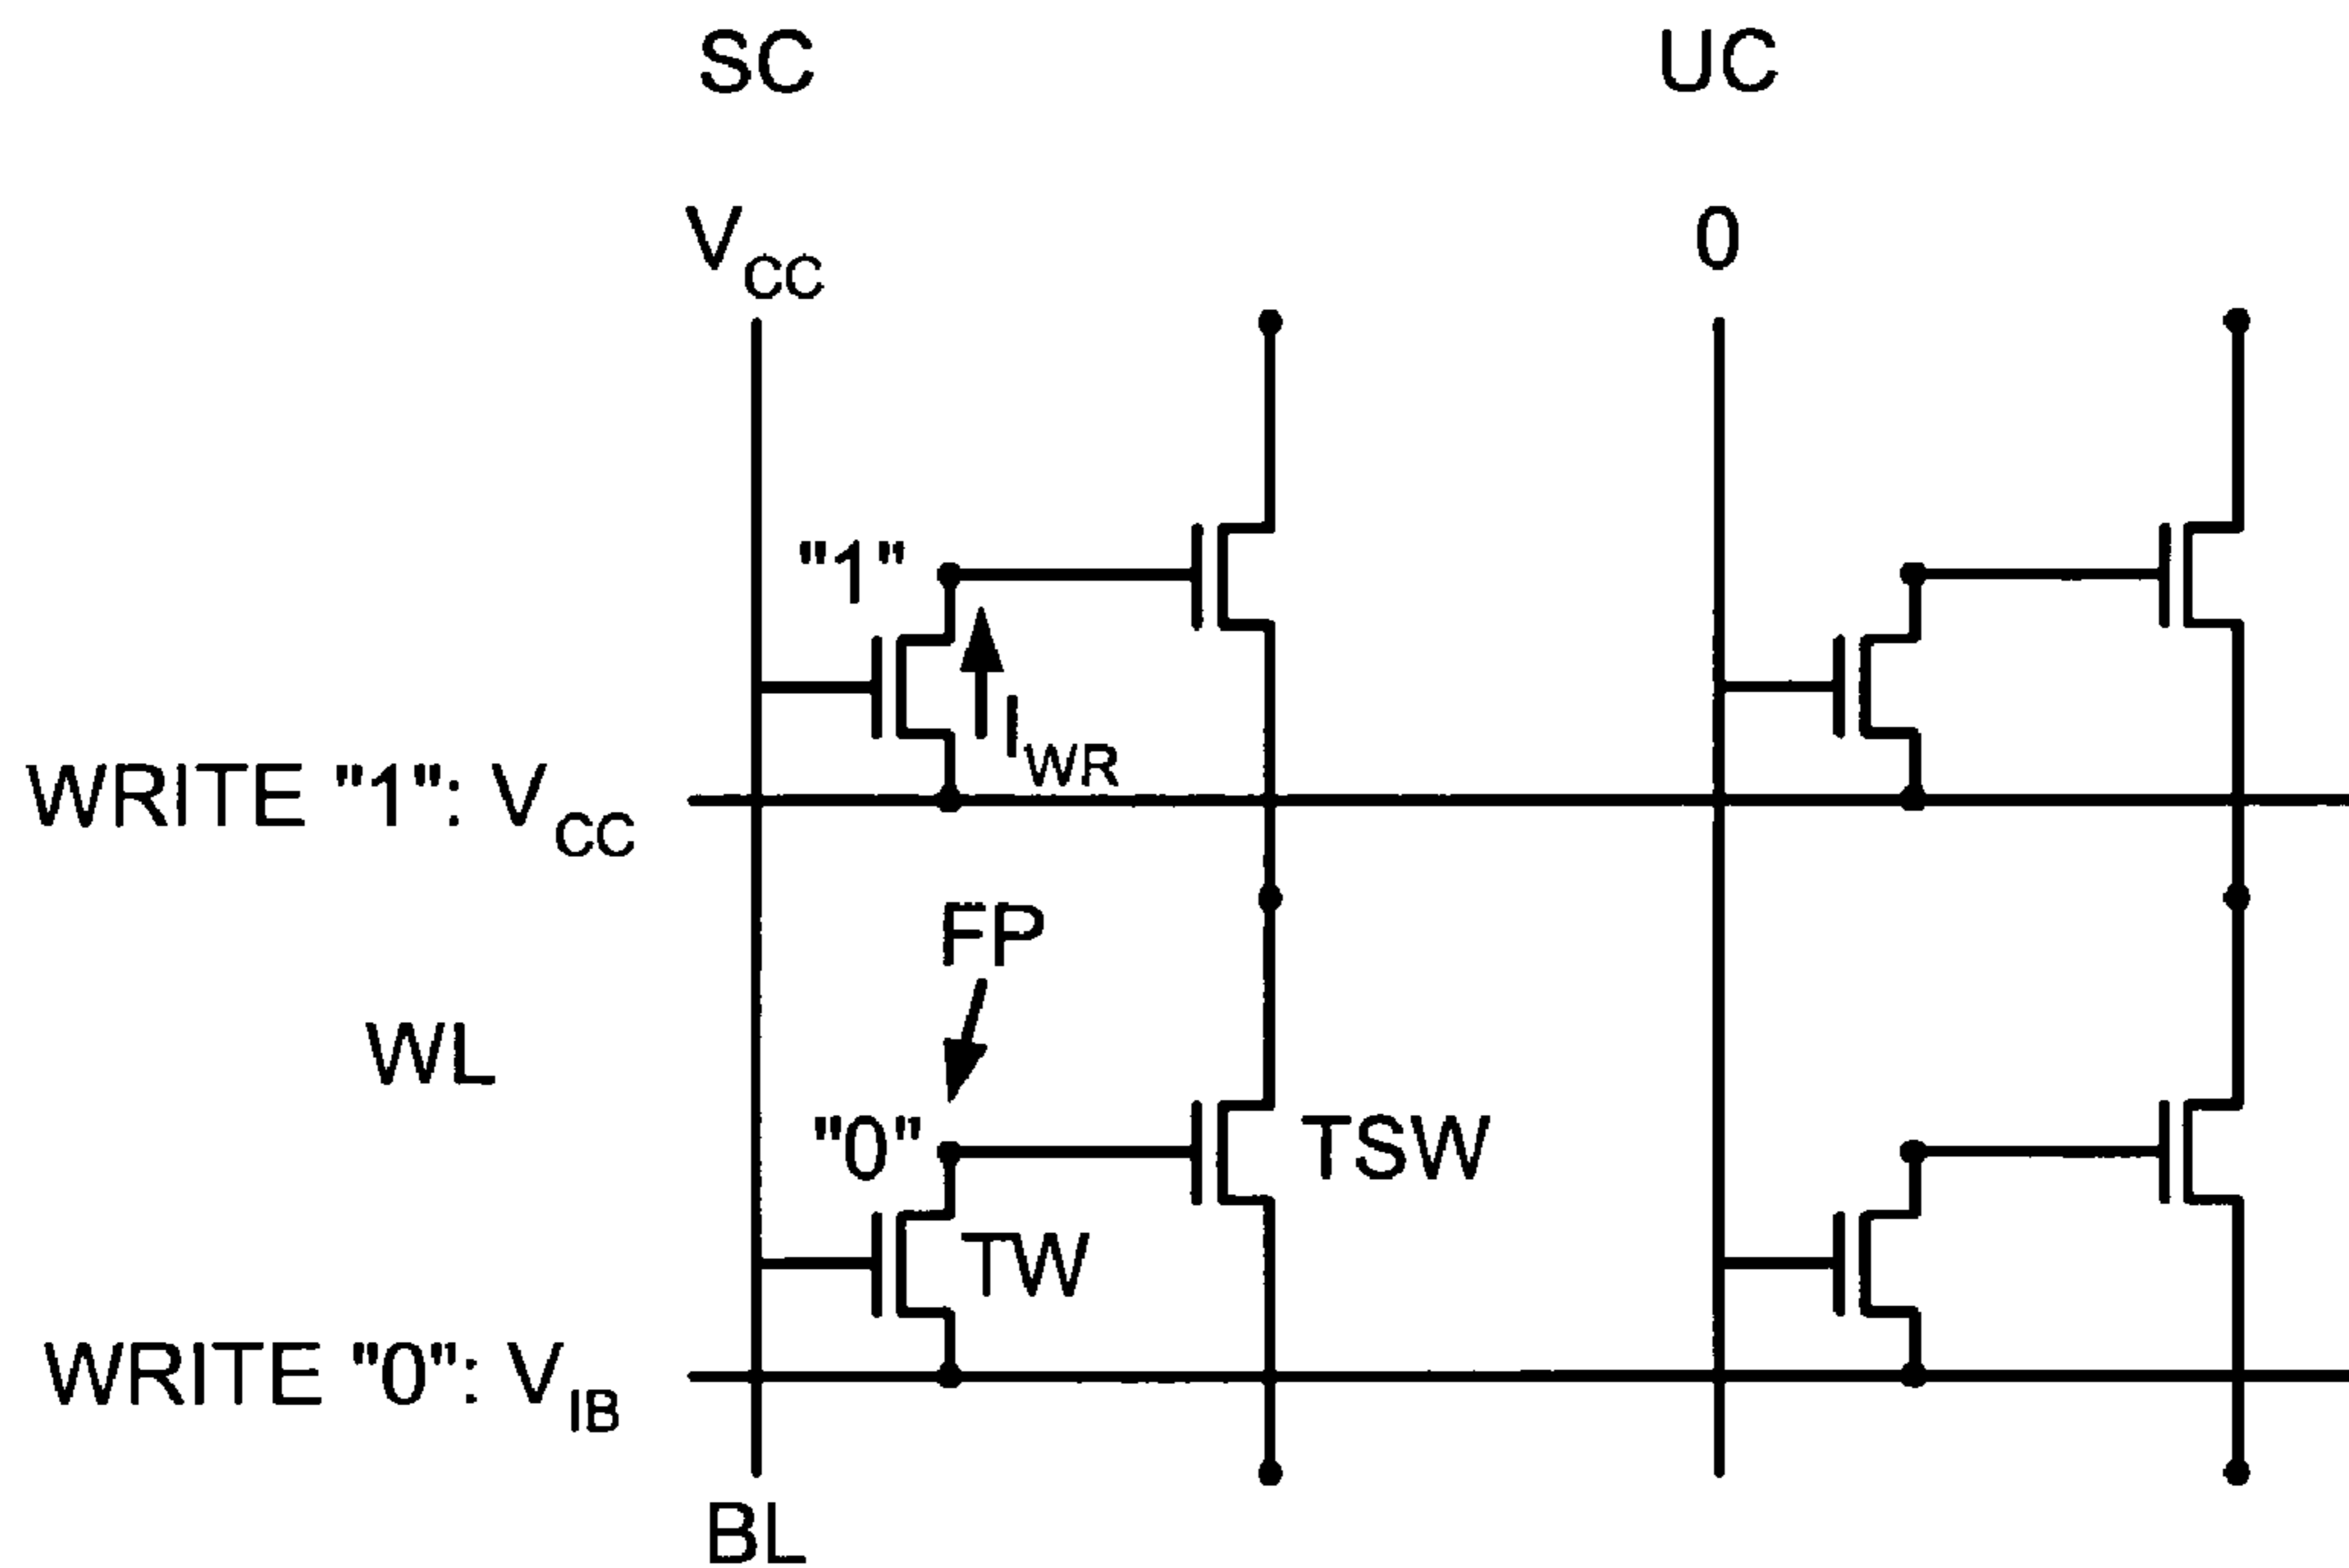 SC UC
VCC 0
"1"
IWR
WRITE "1": VCC
FP
WL
"0" TSW
TW
WRITE "0": VIB
BL